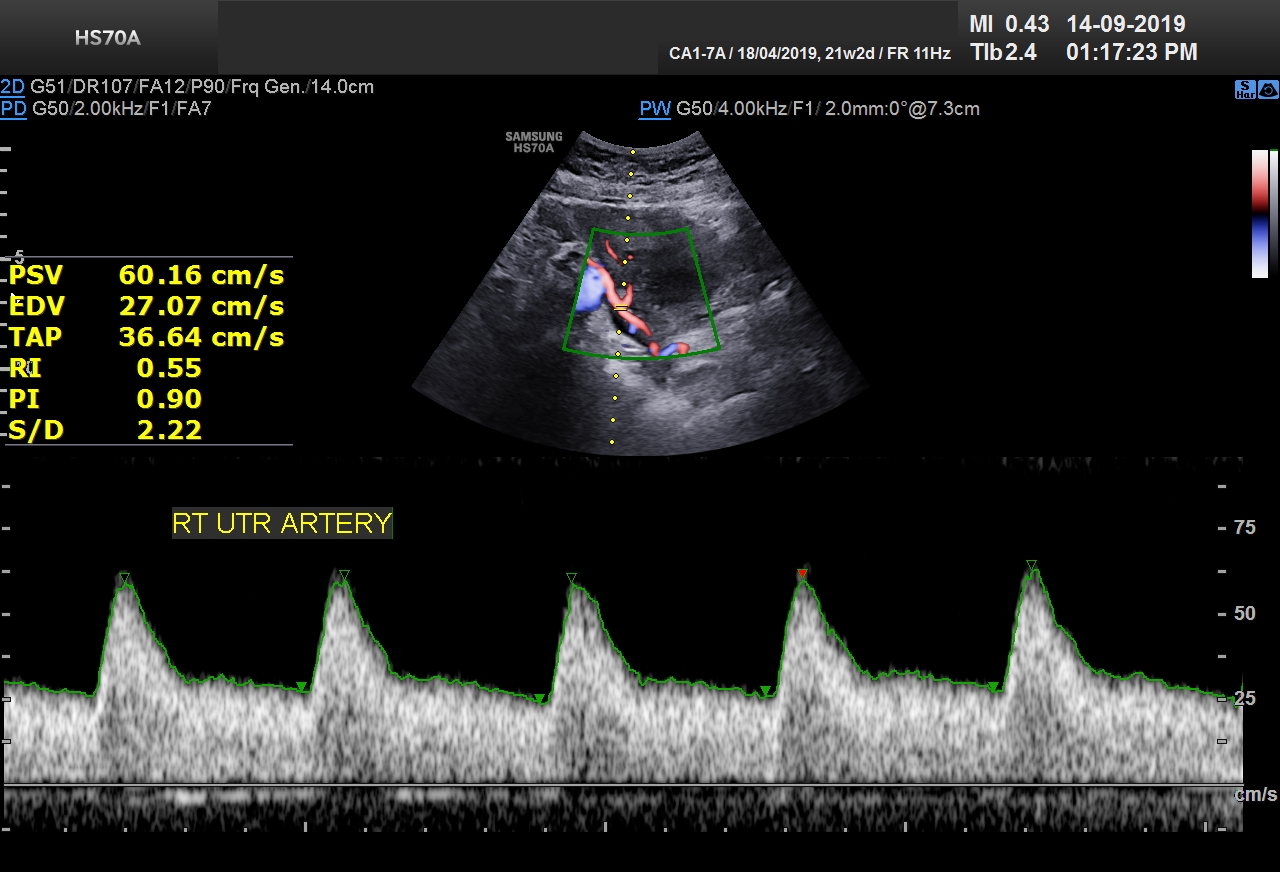 HS70A
CA1-7A / 18/04/2019, 21w2d / FR 11Hz
MI 0.43 14-09-2019
TIb 2.4 01:17:23 PM
2D G51/DR107/FA12/P90/Frq Gen./14.0cm
PD G50/2.00kHz/F1/FA7
PW G50/4.00kHz/F1/ 2.0mm:0°@7.3cm
S
Har
SAMSUNG
HS70A
5
PSV 60.16 cm/s
EDV 27.07 cm/s
TAP 36.64 cm/s
RI 0.55
PI 0.90
S/D 2.22
RT UTR ARTERY
75
50
25
cm/s